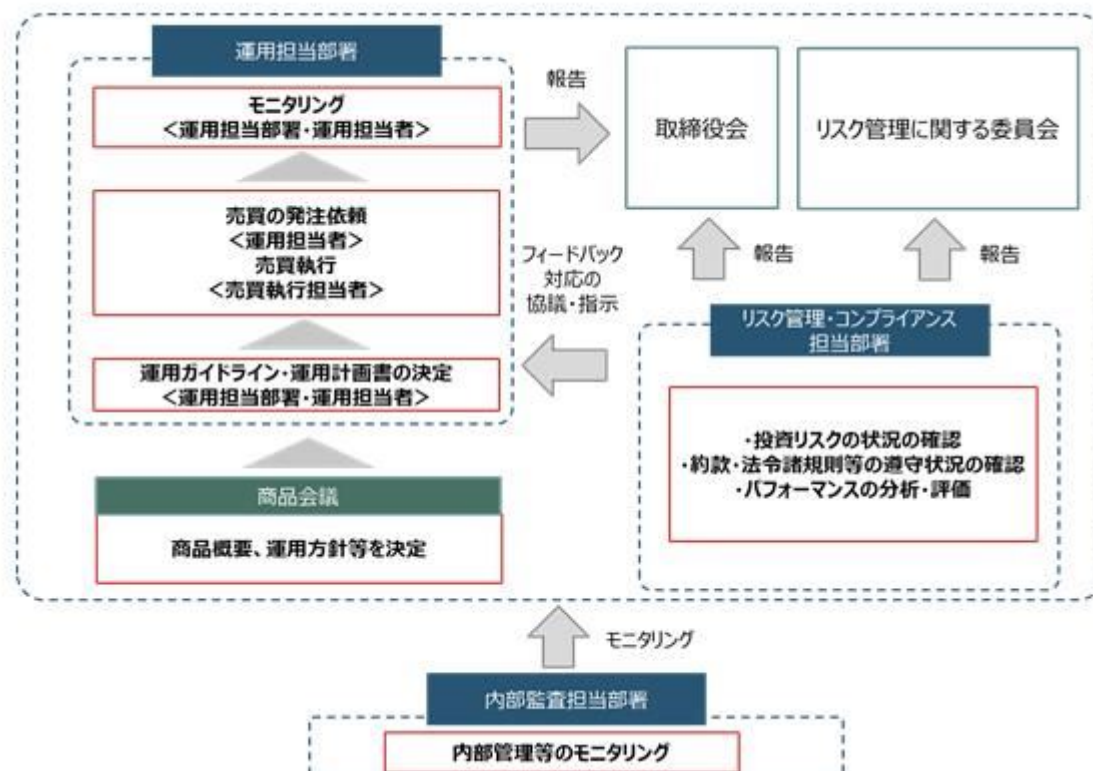 運用担当部署
モニタリング
<運用担当部署・運用担当者>
売買の発注依頼
<運用担当者>
売買執行
<売買執行担当者>
運用ガイドライン・運用計画書の決定
<運用担当部署・運用担当者>
商品会議
商品概要、運用方針等を決定
報告
取締役会
リスク管理に関する委員会
フィードバック
対応の
協議・指示
報告
報告
リスク管理・コンプライアンス
担当部署
・投資リスクの状況の確認
・約款・法令諸規則等の遵守状況の確認
・パフォーマンスの分析・評価
モニタリング
内部監査担当部署
内部管理等のモニタリング